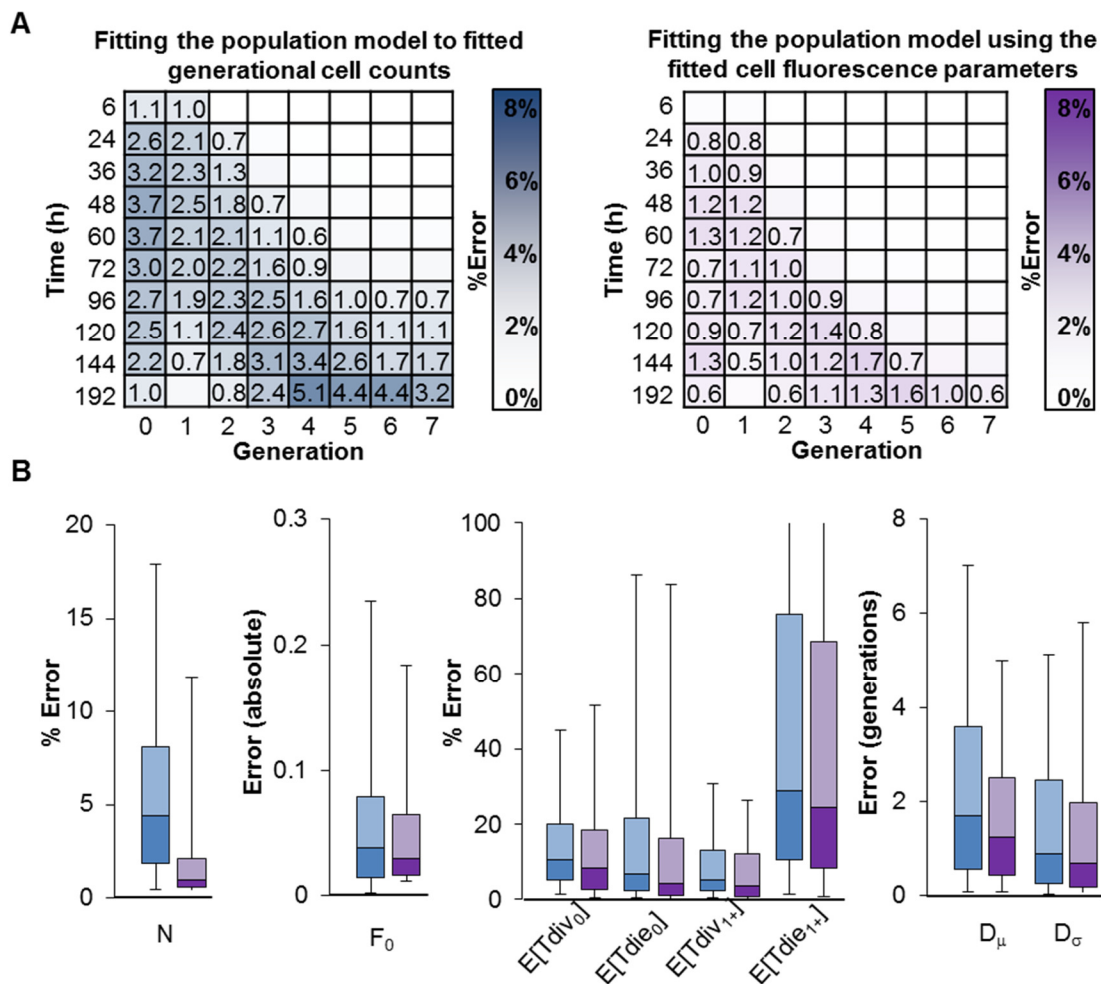 A
Fitting the population model to fitted
generational cell counts
Time (h)
6 1.1 1.0
24 2.6 2.1 0.7
36 3.2 2.3 1.3
48 3.7 2.5 1.8 0.7
60 3.7 2.1 2.1 1.1 0.6
72 3.0 2.0 2.2 1.6 0.9
96 2.7 1.9 2.3 2.5 1.6 1.0 0.7 0.7
120 2.5 1.1 2.4 2.6 2.7 1.6 1.1 1.1
144 2.2 0.7 1.8 3.1 3.4 2.6 1.7 1.7
192 1.0 0.8 2.4 5.1 4.4 4.4 3.2
0 1 2 3 4 5 6 7
Generation
8%
6%
4%
2%
0%
%Error
Fitting the population model using the
fitted cell fluorescence parameters
Time (h)
6
24 0.8 0.8
36 1.0 0.9
48 1.2 1.2
60 1.3 1.2 0.7
72 0.7 1.1 1.0
96 0.7 1.2 1.0 0.9
120 0.9 0.7 1.2 1.4 0.8
144 1.3 0.5 1.0 1.2 1.7 0.7
192 0.6 0.6 1.1 1.3 1.6 1.0 0.6
0 1 2 3 4 5 6 7
Generation
8%
6%
4%
2%
0%
%Error
B
% Error
20
15
10
5
0
N
Error (absolute)
0.3
0.2
0.1
0
F₀
% Error
100
80
60
40
20
0
E[Tdiv₀]
E[Tdie₀]
E[Tdiv₁₊]
E[Tdie₁₊]
Error (generations)
8
6
4
2
0
Dμ
Dσ